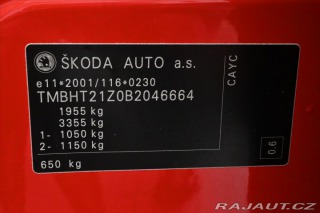 ŠKODA AUTO a.s.
e11*2001/116*0230
TMBHT21Z0B2046664
1955 kg
3355 kg
1- 1050 kg
2- 1150 kg
650 kg
CAYC
0.6
RAJAUT.CZ